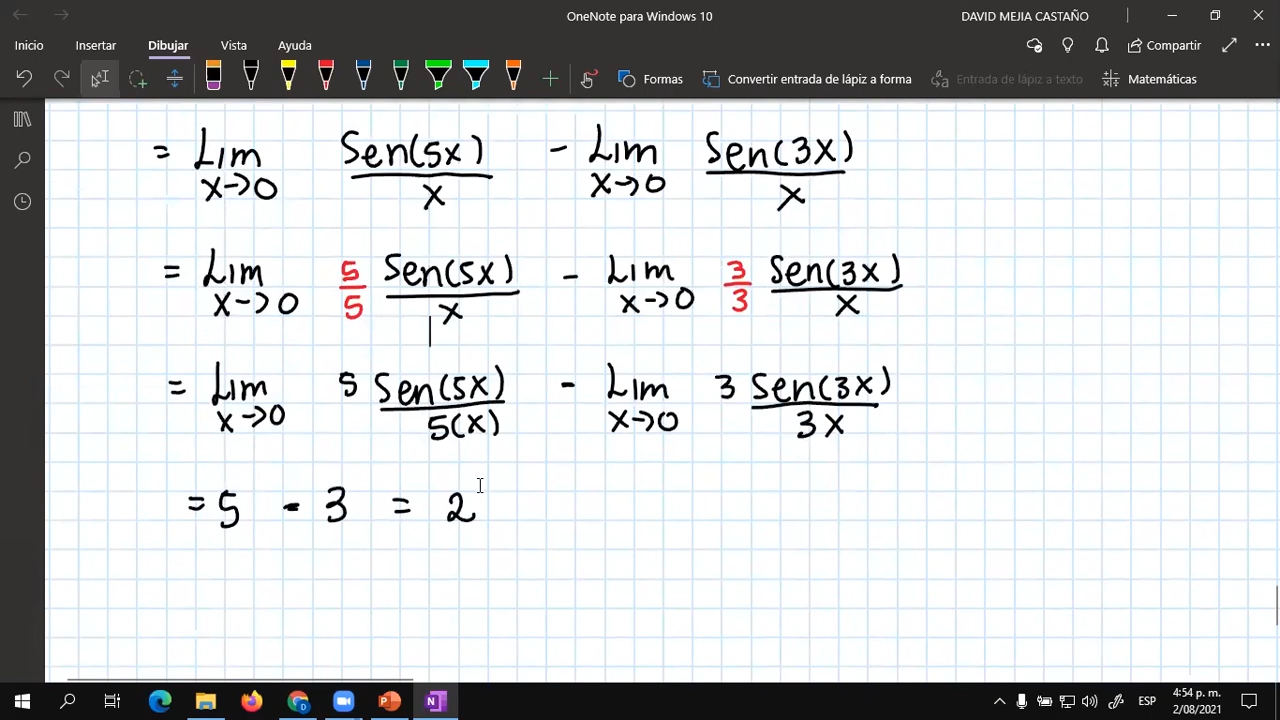 OneNote para Windows 10
DAVID MEJIA CASTAÑO
Inicio Insertar Dibujar Vista Ayuda
Compartir
Formas Convertir entrada de lápiz a forma Entrada de lápiz a texto Matemáticas
= Lim Sen(5x) - Lim Sen(3x)
x→0 x x→0 x
= Lim 5 Sen(5x) - Lim 3 Sen(3x)
x→0 5 x x→0 3 x
= Lim 5 Sen(5x) - Lim 3 Sen(3x)
x→0 5(x) x→0 3x
= 5 - 3 = 2
ESP
4:54 p. m.
2/08/2021